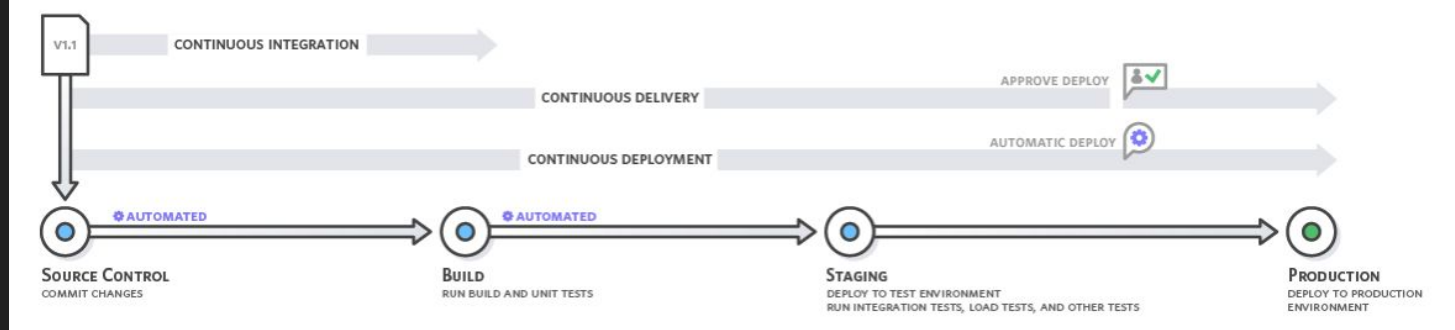 V1.1
CONTINUOUS INTEGRATION
APPROVE DEPLOY
CONTINUOUS DELIVERY
AUTOMATIC DEPLOY
CONTINUOUS DEPLOYMENT
AUTOMATED
AUTOMATED
SOURCE CONTROL
COMMIT CHANGES
BUILD
RUN BUILD AND UNIT TESTS
STAGING
DEPLOY TO TEST ENVIRONMENT
RUN INTEGRATION TESTS, LOAD TESTS, AND OTHER TESTS
PRODUCTION
DEPLOY TO PRODUCTION
ENVIRONMENT